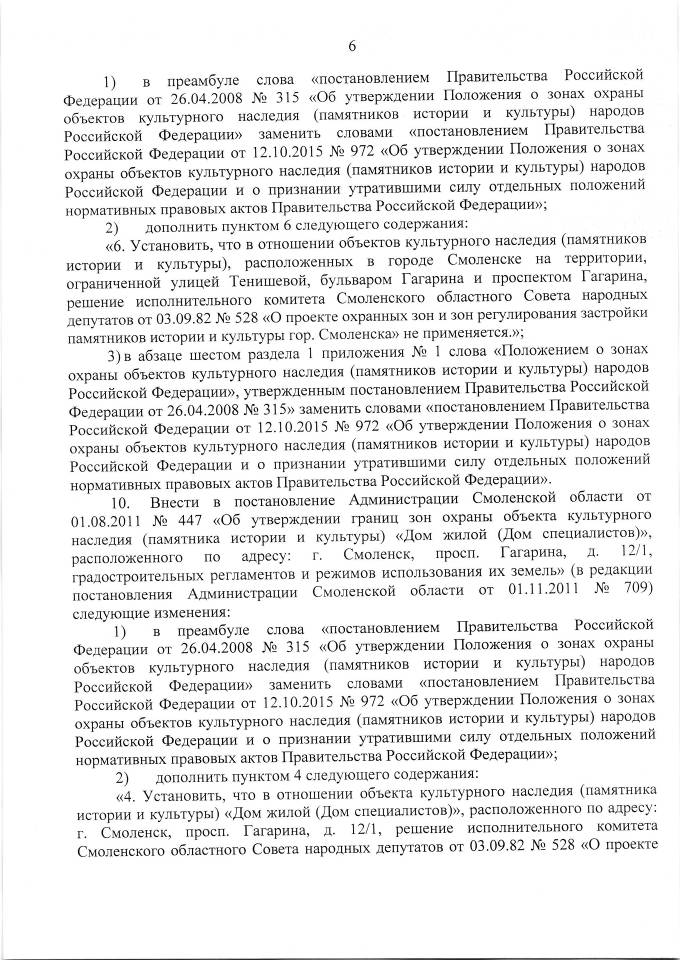 6
1) в преамбуле слова «постановлением Правительства Российской
Федерации от 26.04.2008 № 315 «Об утверждении Положения о зонах охраны
объектов культурного наследия (памятников истории и культуры) народов
Российской Федерации» заменить словами «постановлением Правительства
Российской Федерации от 12.10.2015 № 972 «Об утверждении Положения о зонах
охраны объектов культурного наследия (памятников истории и культуры) народов
Российской Федерации и о признании утратившими силу отдельных положений
нормативных правовых актов Правительства Российской Федерации»;
2) дополнить пунктом 6 следующего содержания:
«6. Установить, что в отношении объектов культурного наследия (памятников
истории и культуры), расположенных в городе Смоленске на территории,
ограниченной улицей Тенишевой, бульваром Гагарина и проспектом Гагарина,
решение исполнительного комитета Смоленского областного Совета народных
депутатов от 03.09.82 № 528 «О проекте охранных зон и зон регулирования застройки
памятников истории и культуры гор. Смоленска» не применяется.»;
3) в абзаце шестом раздела 1 приложения № 1 слова «Положением о зонах
охраны объектов культурного наследия (памятников истории и культуры) народов
Российской Федерации», утвержденным постановлением Правительства Российской
Федерации от 26.04.2008 № 315» заменить словами «постановлением Правительства
Российской Федерации от 12.10.2015 № 972 «Об утверждении Положения о зонах
охраны объектов культурного наследия (памятников истории и культуры) народов
Российской Федерации и о признании утратившими силу отдельных положений
нормативных правовых актов Правительства Российской Федерации».
10. Внести в постановление Администрации Смоленской области от
01.08.2011 № 447 «Об утверждении границ зон охраны объекта культурного
наследия (памятника истории и культуры) «Дом жилой (Дом специалистов)»,
расположенного по адресу: г. Смоленск, просп. Гагарина, д. 12/1,
градостроительных регламентов и режимов использования их земель» (в редакции
постановления Администрации Смоленской области от 01.11.2011 № 709)
следующие изменения:
1) в преамбуле слова «постановлением Правительства Российской
Федерации от 26.04.2008 № 315 «Об утверждении Положения о зонах охраны
объектов культурного наследия (памятников истории и культуры) народов
Российской Федерации» заменить словами «постановлением Правительства
Российской Федерации от 12.10.2015 № 972 «Об утверждении Положения о зонах
охраны объектов культурного наследия (памятников истории и культуры) народов
Российской Федерации и о признании утратившими силу отдельных положений
нормативных правовых актов Правительства Российской Федерации»;
2) дополнить пунктом 4 следующего содержания:
«4. Установить, что в отношении объекта культурного наследия (памятника
истории и культуры) «Дом жилой (Дом специалистов)», расположенного по адресу:
г. Смоленск, просп. Гагарина, д. 12/1, решение исполнительного комитета
Смоленского областного Совета народных депутатов от 03.09.82 № 528 «О проекте